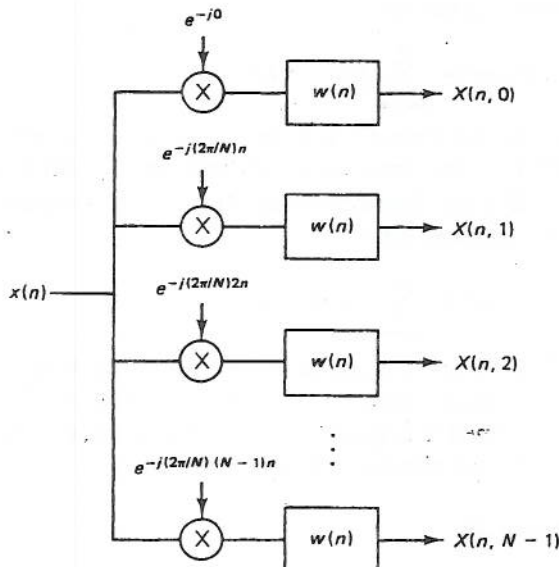 e^{-j0}
w(n)
X(n, 0)
e^{-j(2π/N)n}
w(n)
X(n, 1)
x(n)
e^{-j(2π/N)2n}
w(n)
X(n, 2)
e^{-j(2π/N) (N - 1)n}
w(n)
X(n, N - 1)